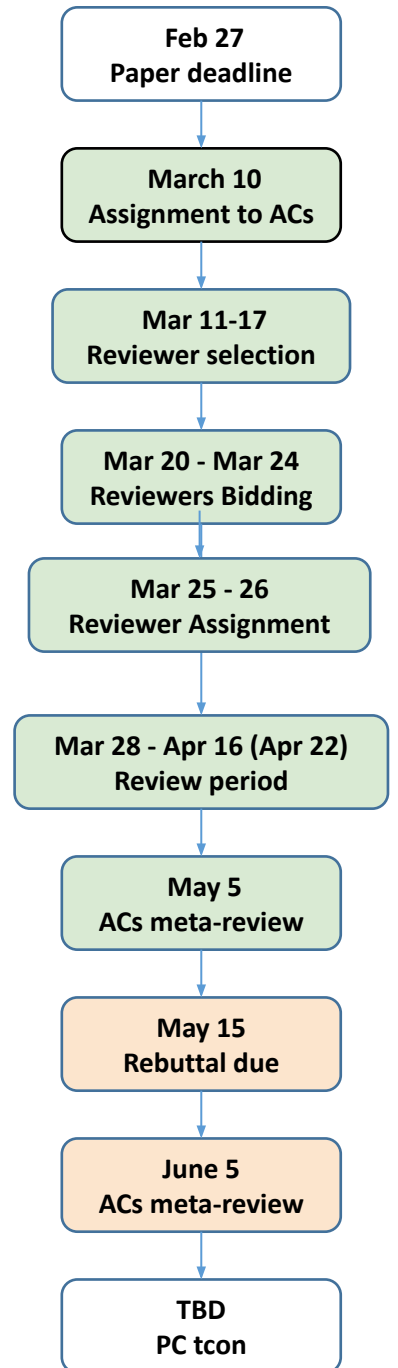 Feb 27
Paper deadline
March 10
Assignment to ACs
Mar 11-17
Reviewer selection
Mar 20 - Mar 24
Reviewers Bidding
Mar 25 - 26
Reviewer Assignment
Mar 28 - Apr 16 (Apr 22)
Review period
May 5
ACs meta-review
May 15
Rebuttal due
June 5
ACs meta-review
TBD
PC tcon